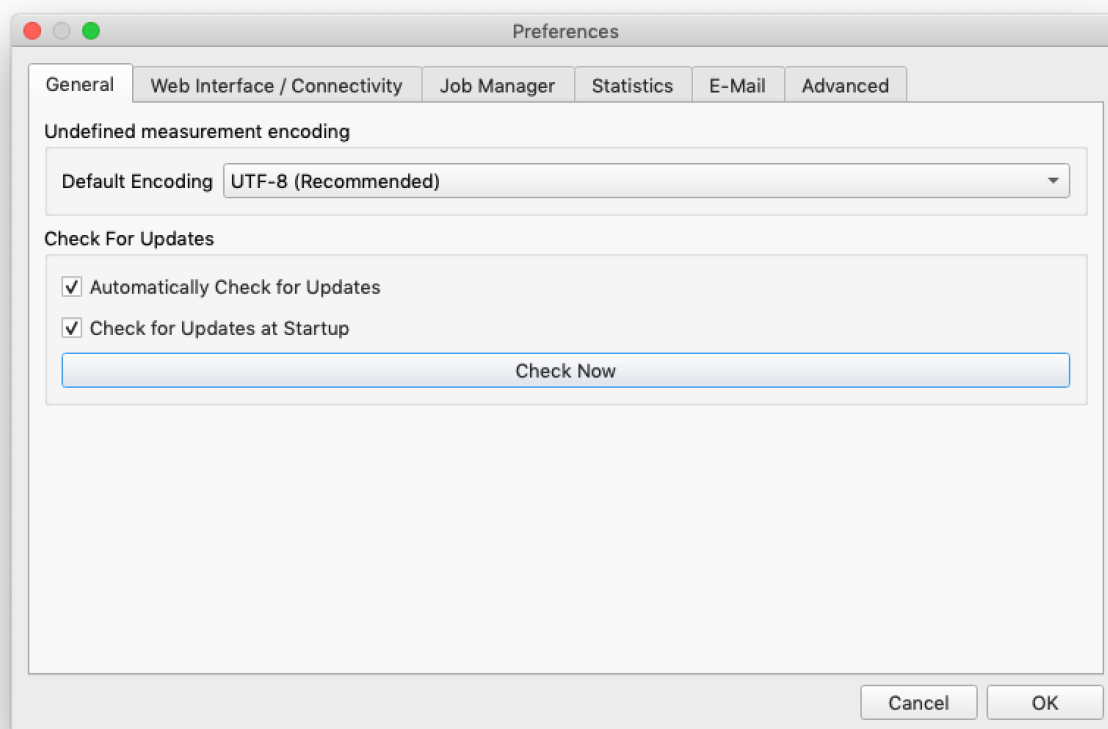 Preferences
General Web Interface / Connectivity Job Manager Statistics E-Mail Advanced
Undefined measurement encoding
Default Encoding UTF-8 (Recommended)
Check For Updates
Automatically Check for Updates
Check for Updates at Startup
Check Now
Cancel OK